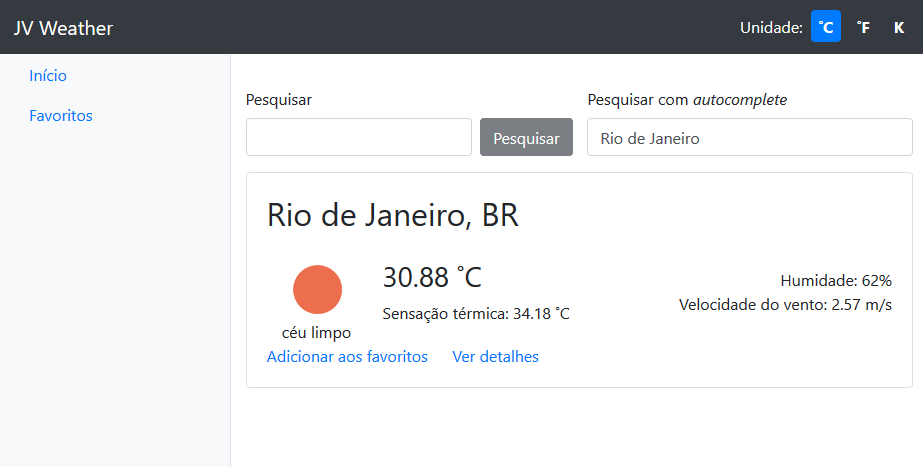 JV Weather
Unidade: °C °F K
Início
Favoritos
Pesquisar
Pesquisar
Pesquisar com autocomplete
Rio de Janeiro
Rio de Janeiro, BR
30.88 °C
Sensação térmica: 34.18 °C
céu limpo
Humidade: 62%
Velocidade do vento: 2.57 m/s
Adicionar aos favoritos
Ver detalhes